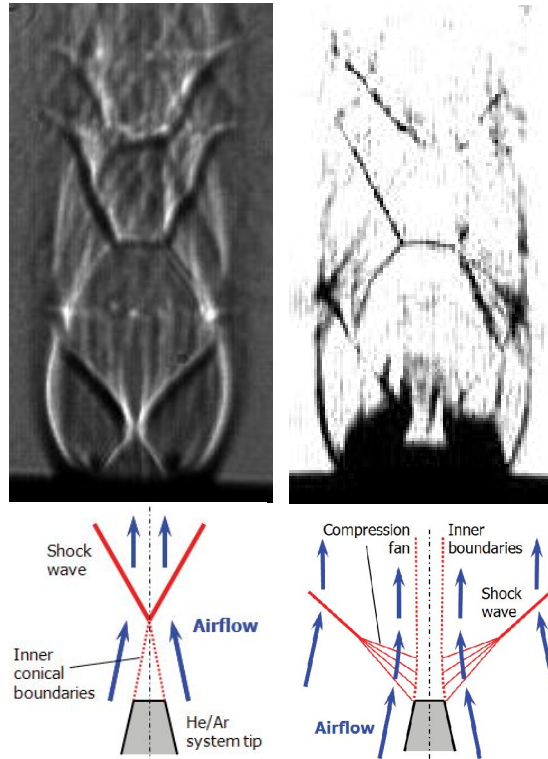 Shock
wave
Airflow
Inner
conical
boundaries
He/Ar
system tip
Compression
fan
Inner
boundaries
Shock
wave
Airflow